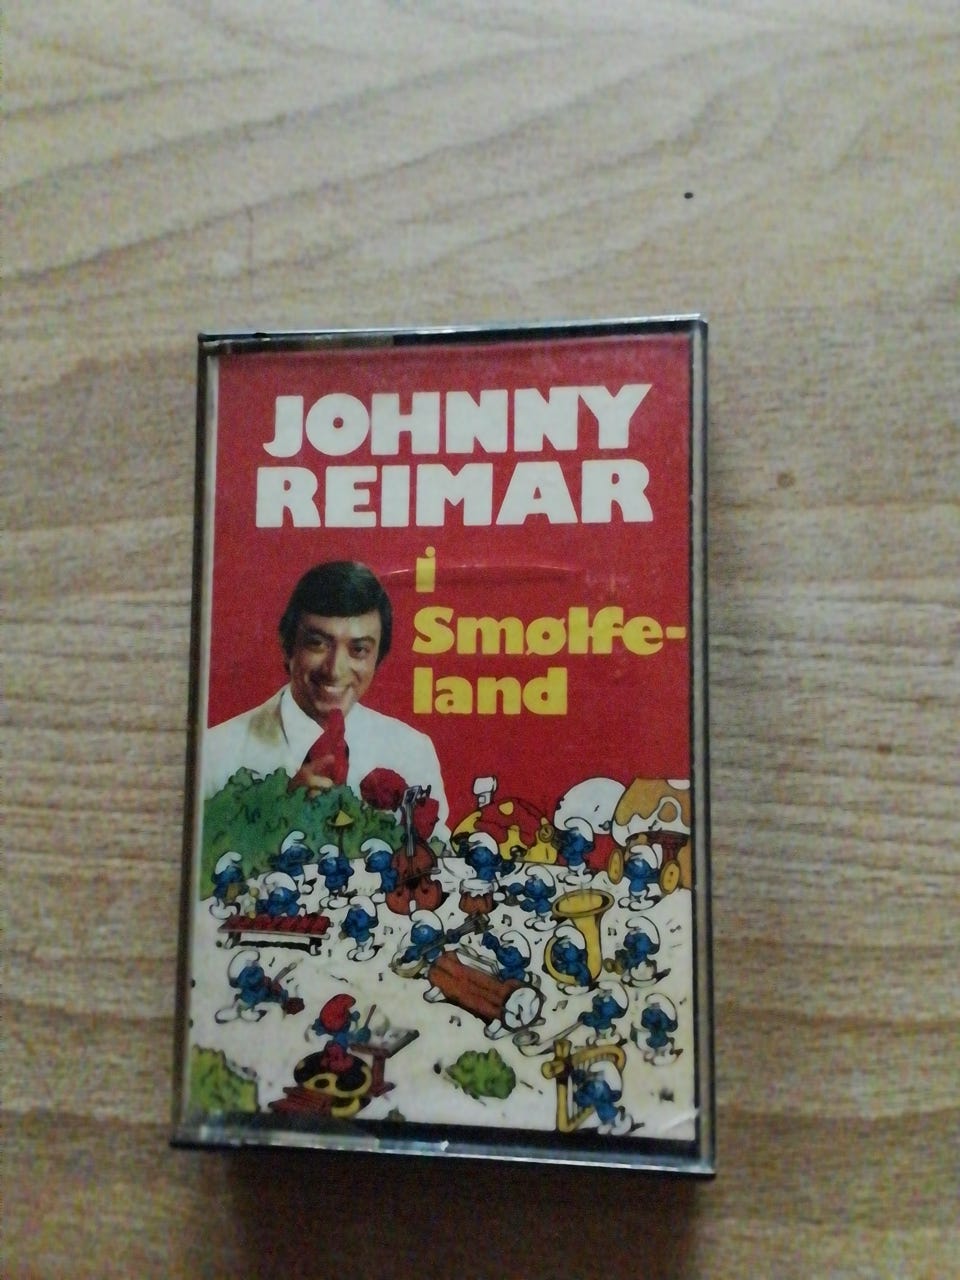 JOHNNY
REIMAR
i
Smølfe-
land